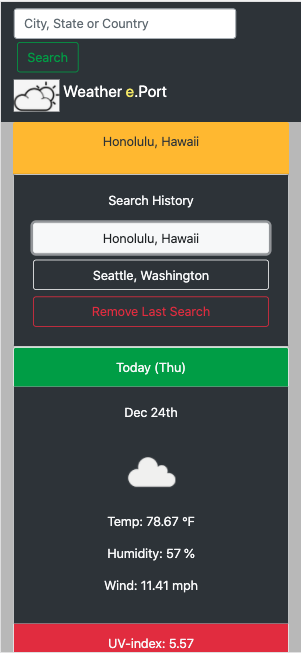 City, State or Country
Search
Weather e.Port
Honolulu, Hawaii
Search History
Honolulu, Hawaii
Seattle, Washington
Remove Last Search
Today (Thu)
Dec 24th
Temp: 78.67 °F
Humidity: 57 %
Wind: 11.41 mph
UV-index: 5.57